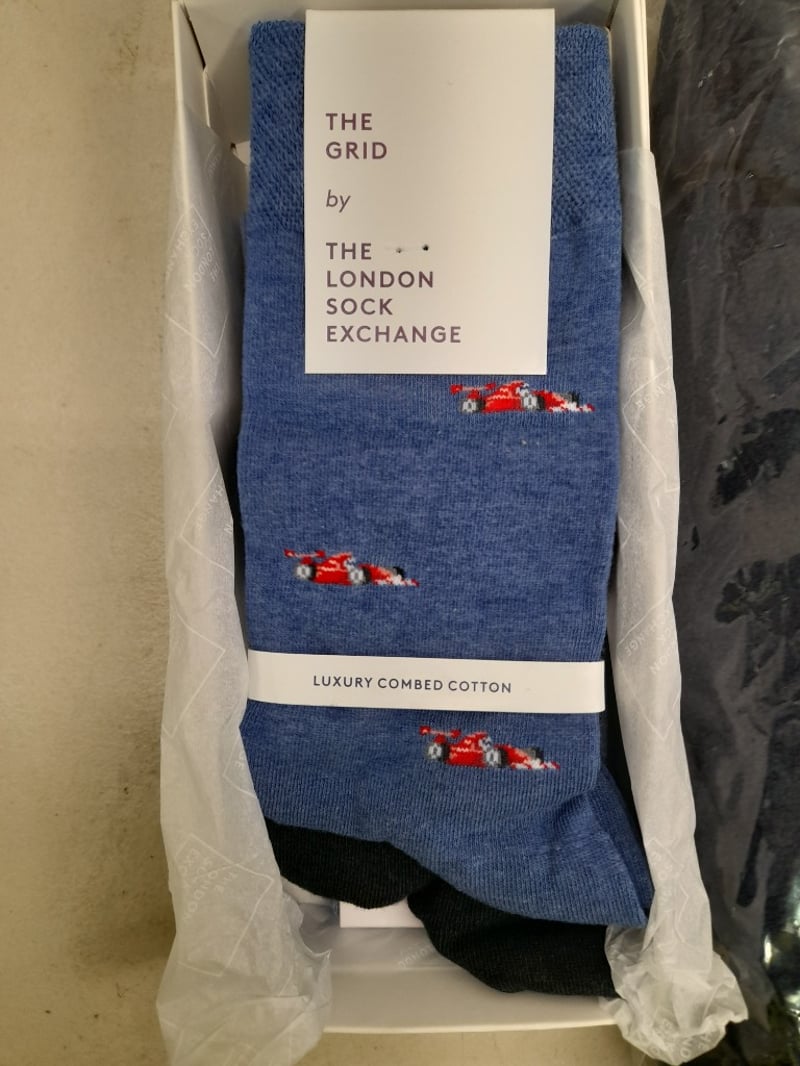 THE
GRID
by
THE
LONDON
SOCK
EXCHANGE
LUXURY COMBED COTTON